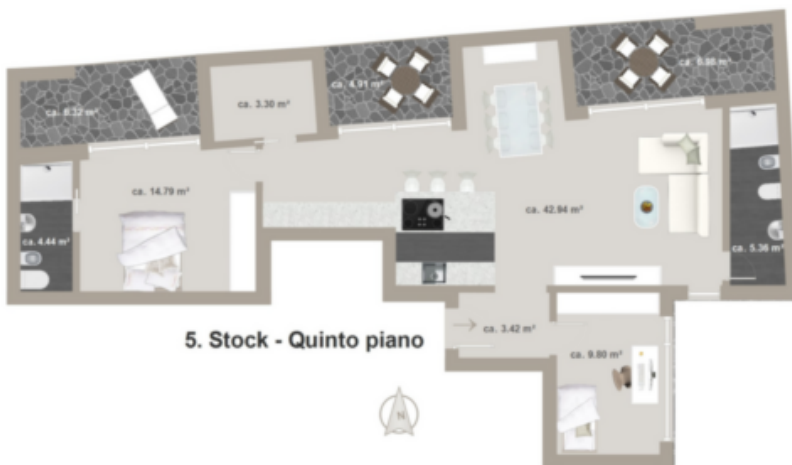 ca. 4.91 m²
ca. 3.30 m²
ca. 14.79 m²
ca. 42.94 m²
ca. 4.44 m²
ca. 5.36 m²
ca. 3.42 m²
5. Stock - Quinto piano
ca. 9.80 m²
N